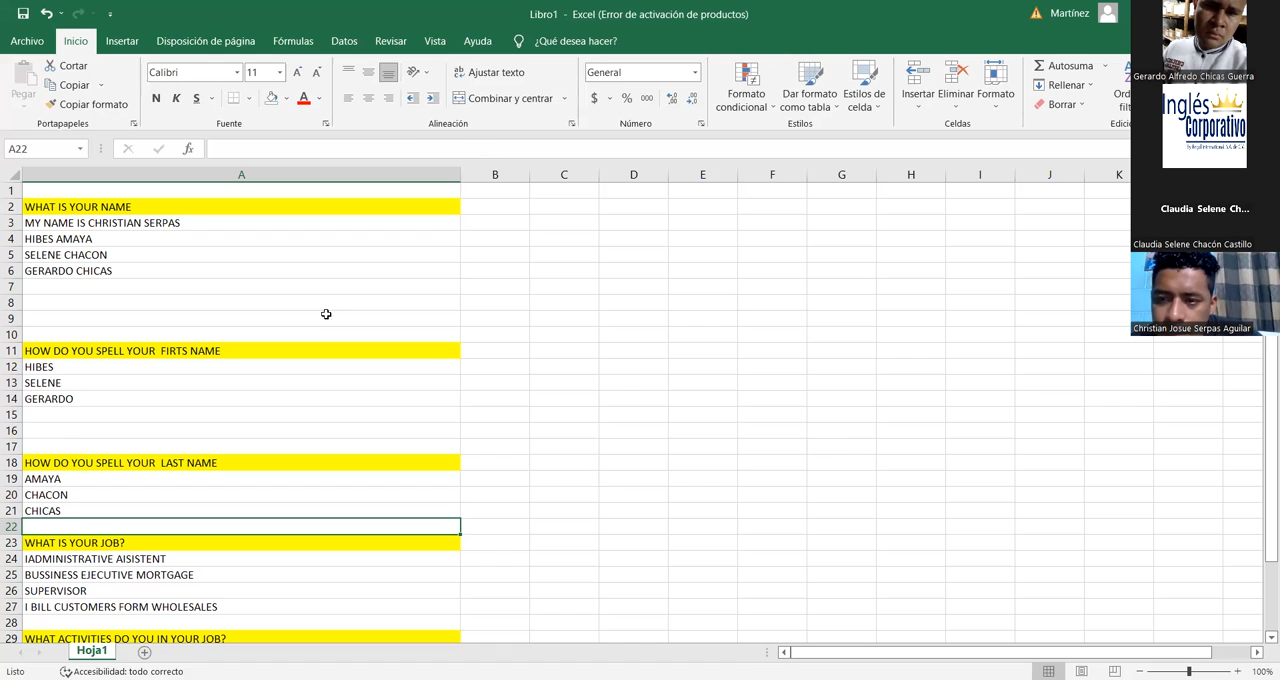 Libro1 - Excel (Error de activación de productos)
Martínez
Archivo Inicio Insertar Disposición de página Fórmulas Datos Revisar Vista Ayuda ¿Qué desea hacer?
Pegar
Cortar
Copiar
Copiar formato
Portapapeles
Calibri 11
N K S
Fuente
Ajustar texto
Combinar y centrar
Alineación
General
$ % 000
Número
Formato condicional
Dar formato como tabla
Estilos de celda
Estilos
Insertar Eliminar Formato
Celdas
Autosuma
Rellenar
Borrar
A22
fx
A B C D E F G H I J K
1
2 WHAT IS YOUR NAME
3 MY NAME IS CHRISTIAN SERPAS
4 HIBES AMAYA
5 SELENE CHACON
6 GERARDO CHICAS
7
8
9
10
11 HOW DO YOU SPELL YOUR  FIRTS NAME
12 HIBES
13 SELENE
14 GERARDO
15
16
17
18 HOW DO YOU SPELL YOUR  LAST NAME
19 AMAYA
20 CHACON
21 CHICAS
22
23 WHAT IS YOUR JOB?
24 IADMINISTRATIVE AISISTENT
25 BUSSINESS EJECUTIVE MORTGAGE
26 SUPERVISOR
27 I BILL CUSTOMERS FORM WHOLESALES
28
29 WHAT ACTIVITIES DO YOU IN YOUR JOB?
Hoja1
Listo
Accesibilidad: todo correcto
100%
Gerardo Alfredo Chicas Guerra
Inglés
Corporativo
Claudia Selene Ch...
Claudia Selene Chacón Castillo
Christian Josue Serpas Aguilar